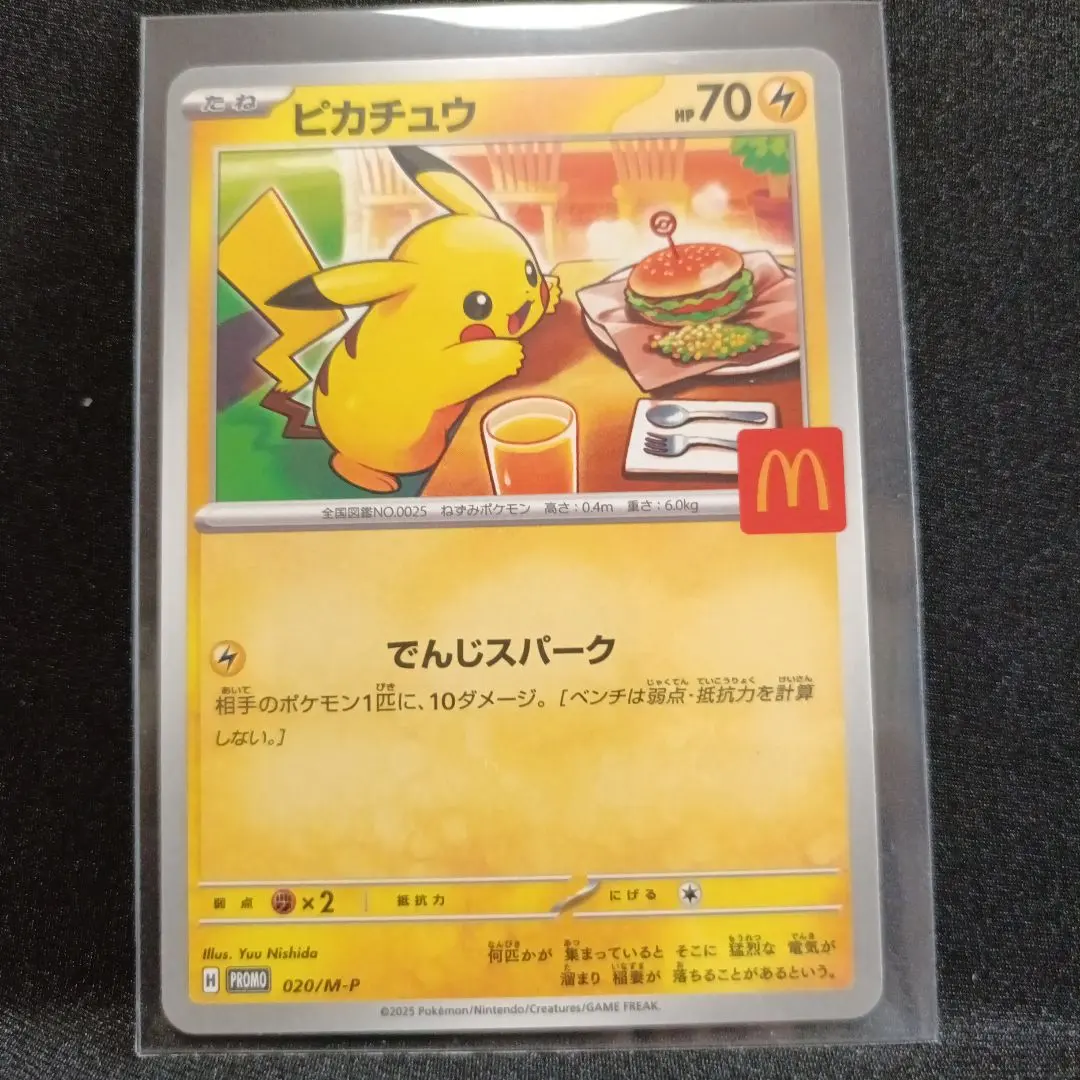 たね ピカチュウ HP70
M
全国図鑑NO.0025 ねずみポケモン 高さ:0.4m 重さ:6.0kg
でんじスパーク
相手のポケモン1匹に、10ダメージ。[ベンチは弱点・抵抗力を計算
しない。]
弱点 ×2 抵抗力 にげる
Illus. Yuu Nishida
何匹かが 集まっていると そこに 猛烈な 電気が
溜まり 稲妻が 落ちることがあるという。
H PROMO 020/M-P
©2025 Pokémon/Nintendo/Creatures/GAME FREAK.